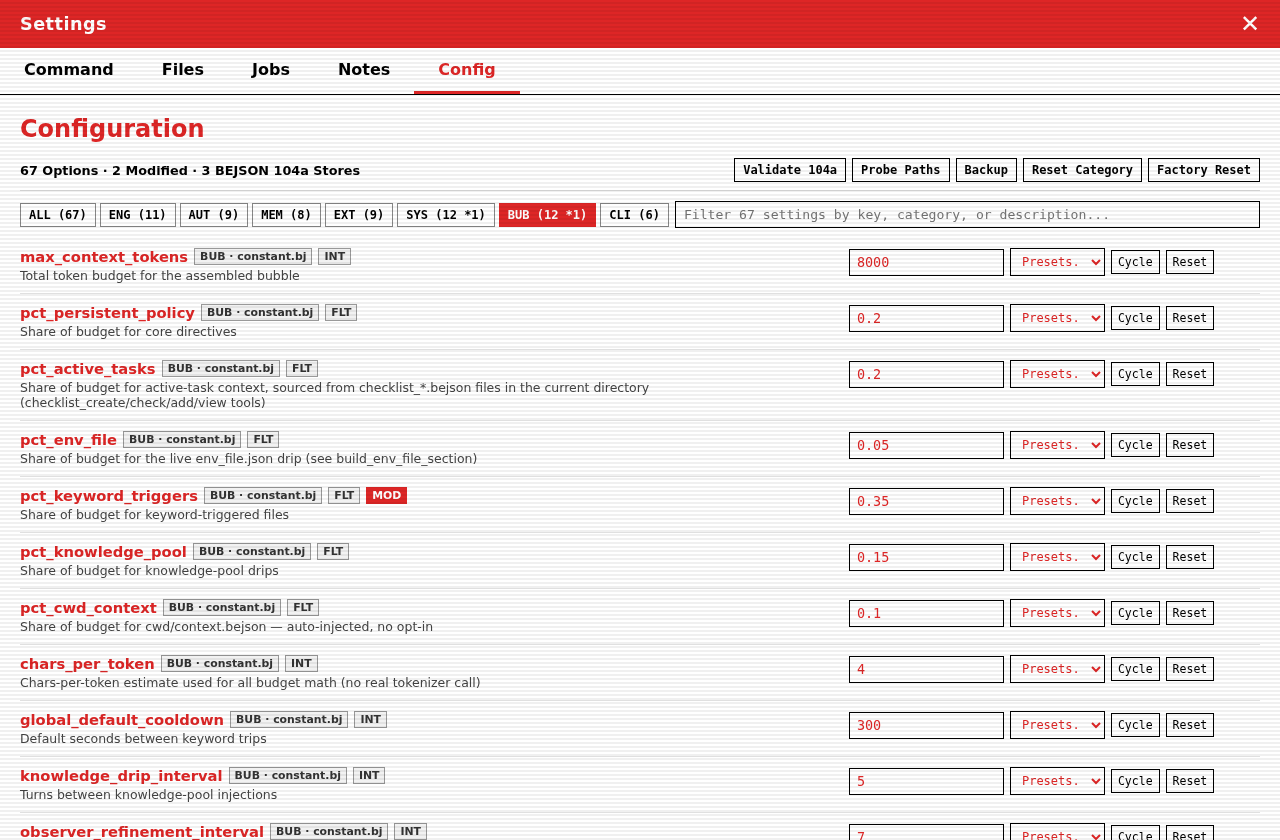 Settings ✕
Command Files Jobs Notes Config
Configuration
67 Options · 2 Modified · 3 BEJSON 104a Stores Validate 104a Probe Paths Backup Reset Category Factory Reset
ALL (67) ENG (11) AUT (9) MEM (8) EXT (9) SYS (12 *1) BUB (12 *1) CLI (6) Filter 67 settings by key, category, or description...
max_context_tokens BUB · constant.bj INT 8000 Presets. Cycle Reset
Total token budget for the assembled bubble
pct_persistent_policy BUB · constant.bj FLT 0.2 Presets. Cycle Reset
Share of budget for core directives
pct_active_tasks BUB · constant.bj FLT 0.2 Presets. Cycle Reset
Share of budget for active-task context, sourced from checklist_*.bejson files in the current directory
(checklist_create/check/add/view tools)
pct_env_file BUB · constant.bj FLT 0.05 Presets. Cycle Reset
Share of budget for the live env_file.json drip (see build_env_file_section)
pct_keyword_triggers BUB · constant.bj FLT MOD 0.35 Presets. Cycle Reset
Share of budget for keyword-triggered files
pct_knowledge_pool BUB · constant.bj FLT 0.15 Presets. Cycle Reset
Share of budget for knowledge-pool drips
pct_cwd_context BUB · constant.bj FLT 0.1 Presets. Cycle Reset
Share of budget for cwd/context.bejson — auto-injected, no opt-in
chars_per_token BUB · constant.bj INT 4 Presets. Cycle Reset
Chars-per-token estimate used for all budget math (no real tokenizer call)
global_default_cooldown BUB · constant.bj INT 300 Presets. Cycle Reset
Default seconds between keyword trips
knowledge_drip_interval BUB · constant.bj INT 5 Presets. Cycle Reset
Turns between knowledge-pool injections
observer_refinement_interval BUB · constant.bj INT 7 Presets. Cycle Reset